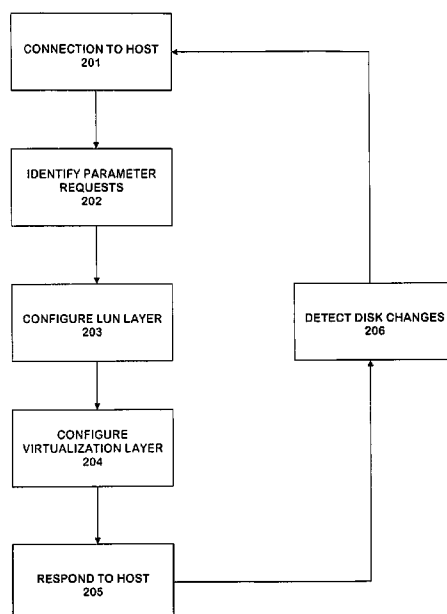 CONNECTION TO HOST
201
IDENTIFY PARAMETER
REQUESTS
202
CONFIGURE LUN LAYER
203
DETECT DISK CHANGES
206
CONFIGURE
VIRTUALIZATION LAYER
204
RESPOND TO HOST
205